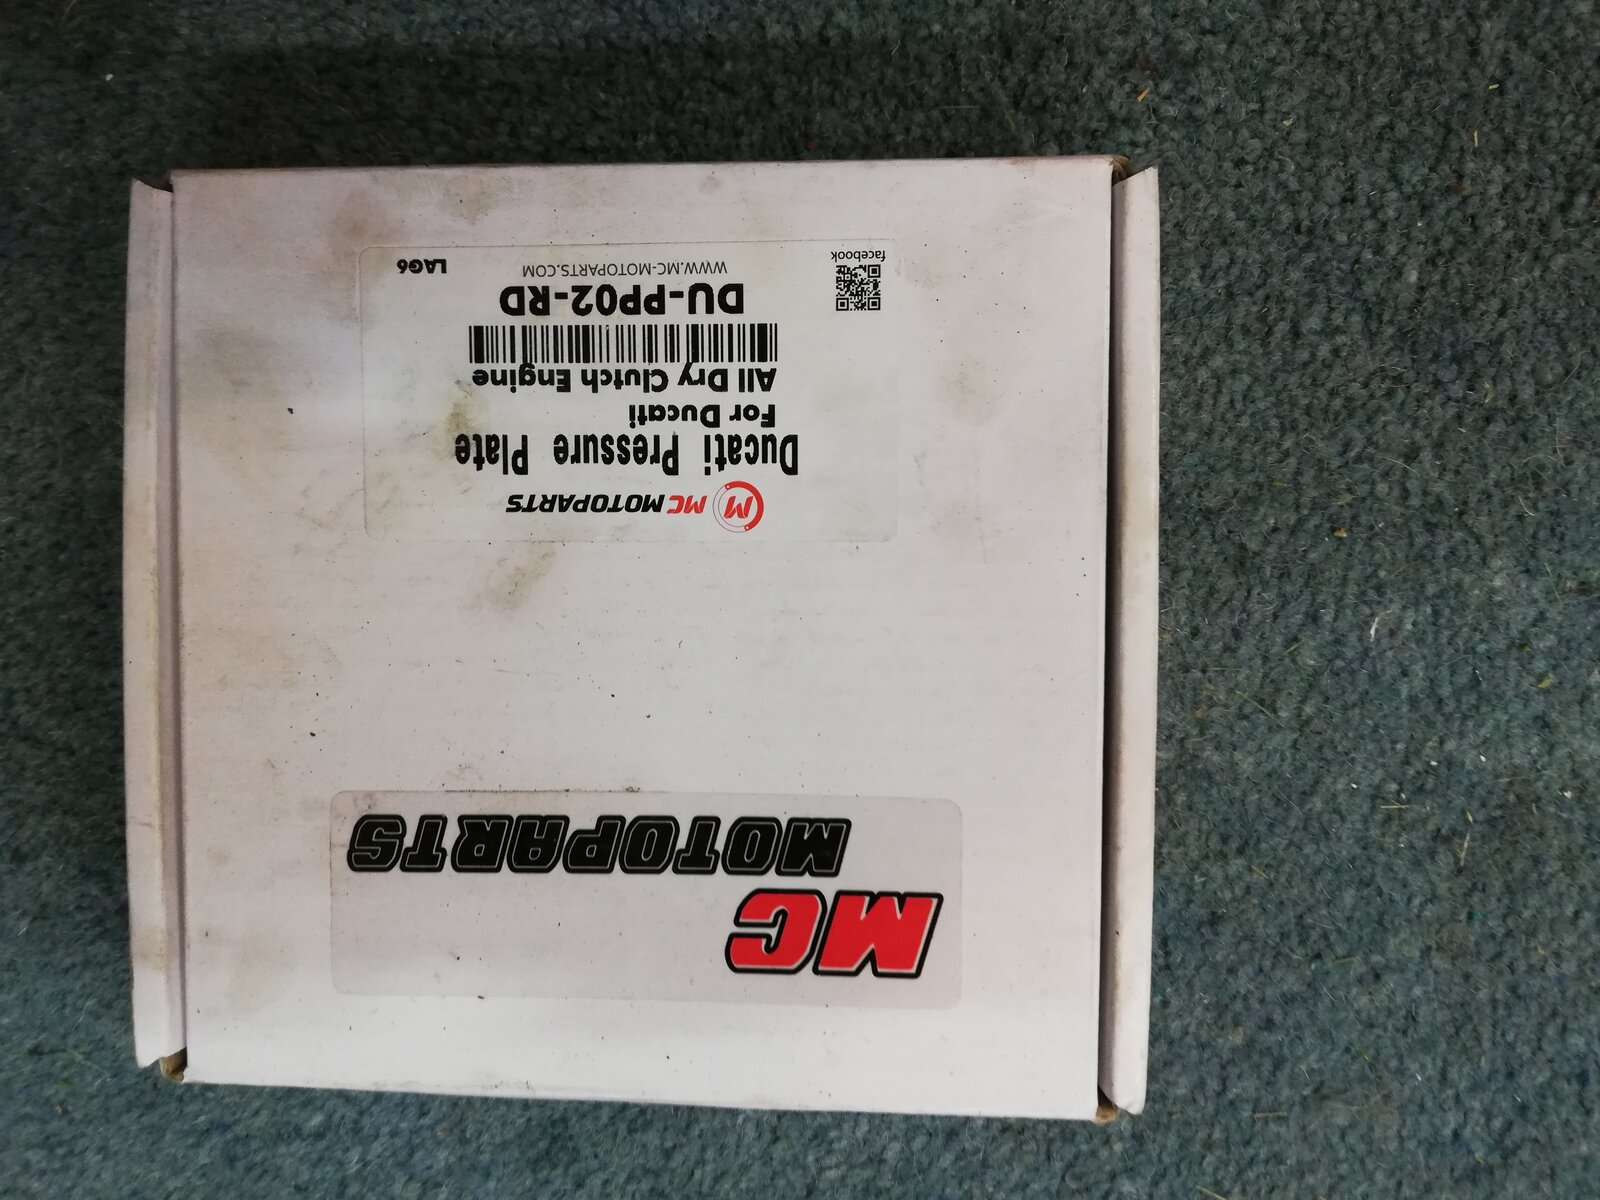 MC
MOTOPARTS
M MC MOTOPARTS
Ducati Pressure Plate
For Ducati
All Dry Clutch Engine
DU-PP02-RD
WWW.MC-MOTOPARTS.COM
LAG6
facebook